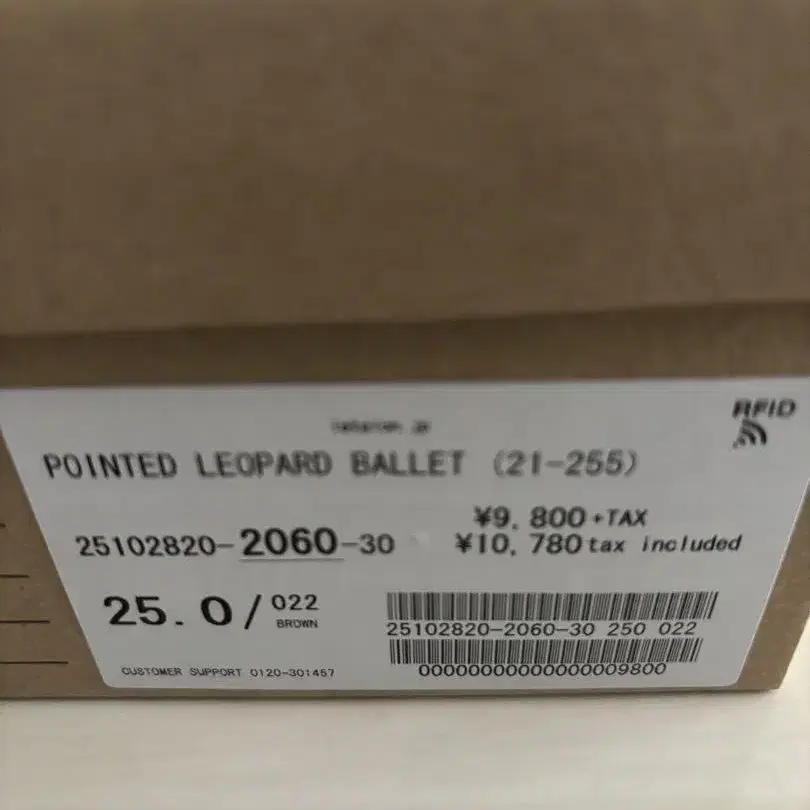 RFID
POINTED LEOPARD BALLET (21-255)
¥9,800+TAX
25102820-2060-30
¥10,780 tax included
25.0/022
BROWN
25102820-2060-30 250 022
CUSTOMER SUPPORT 0120-301457
00000000000000009800